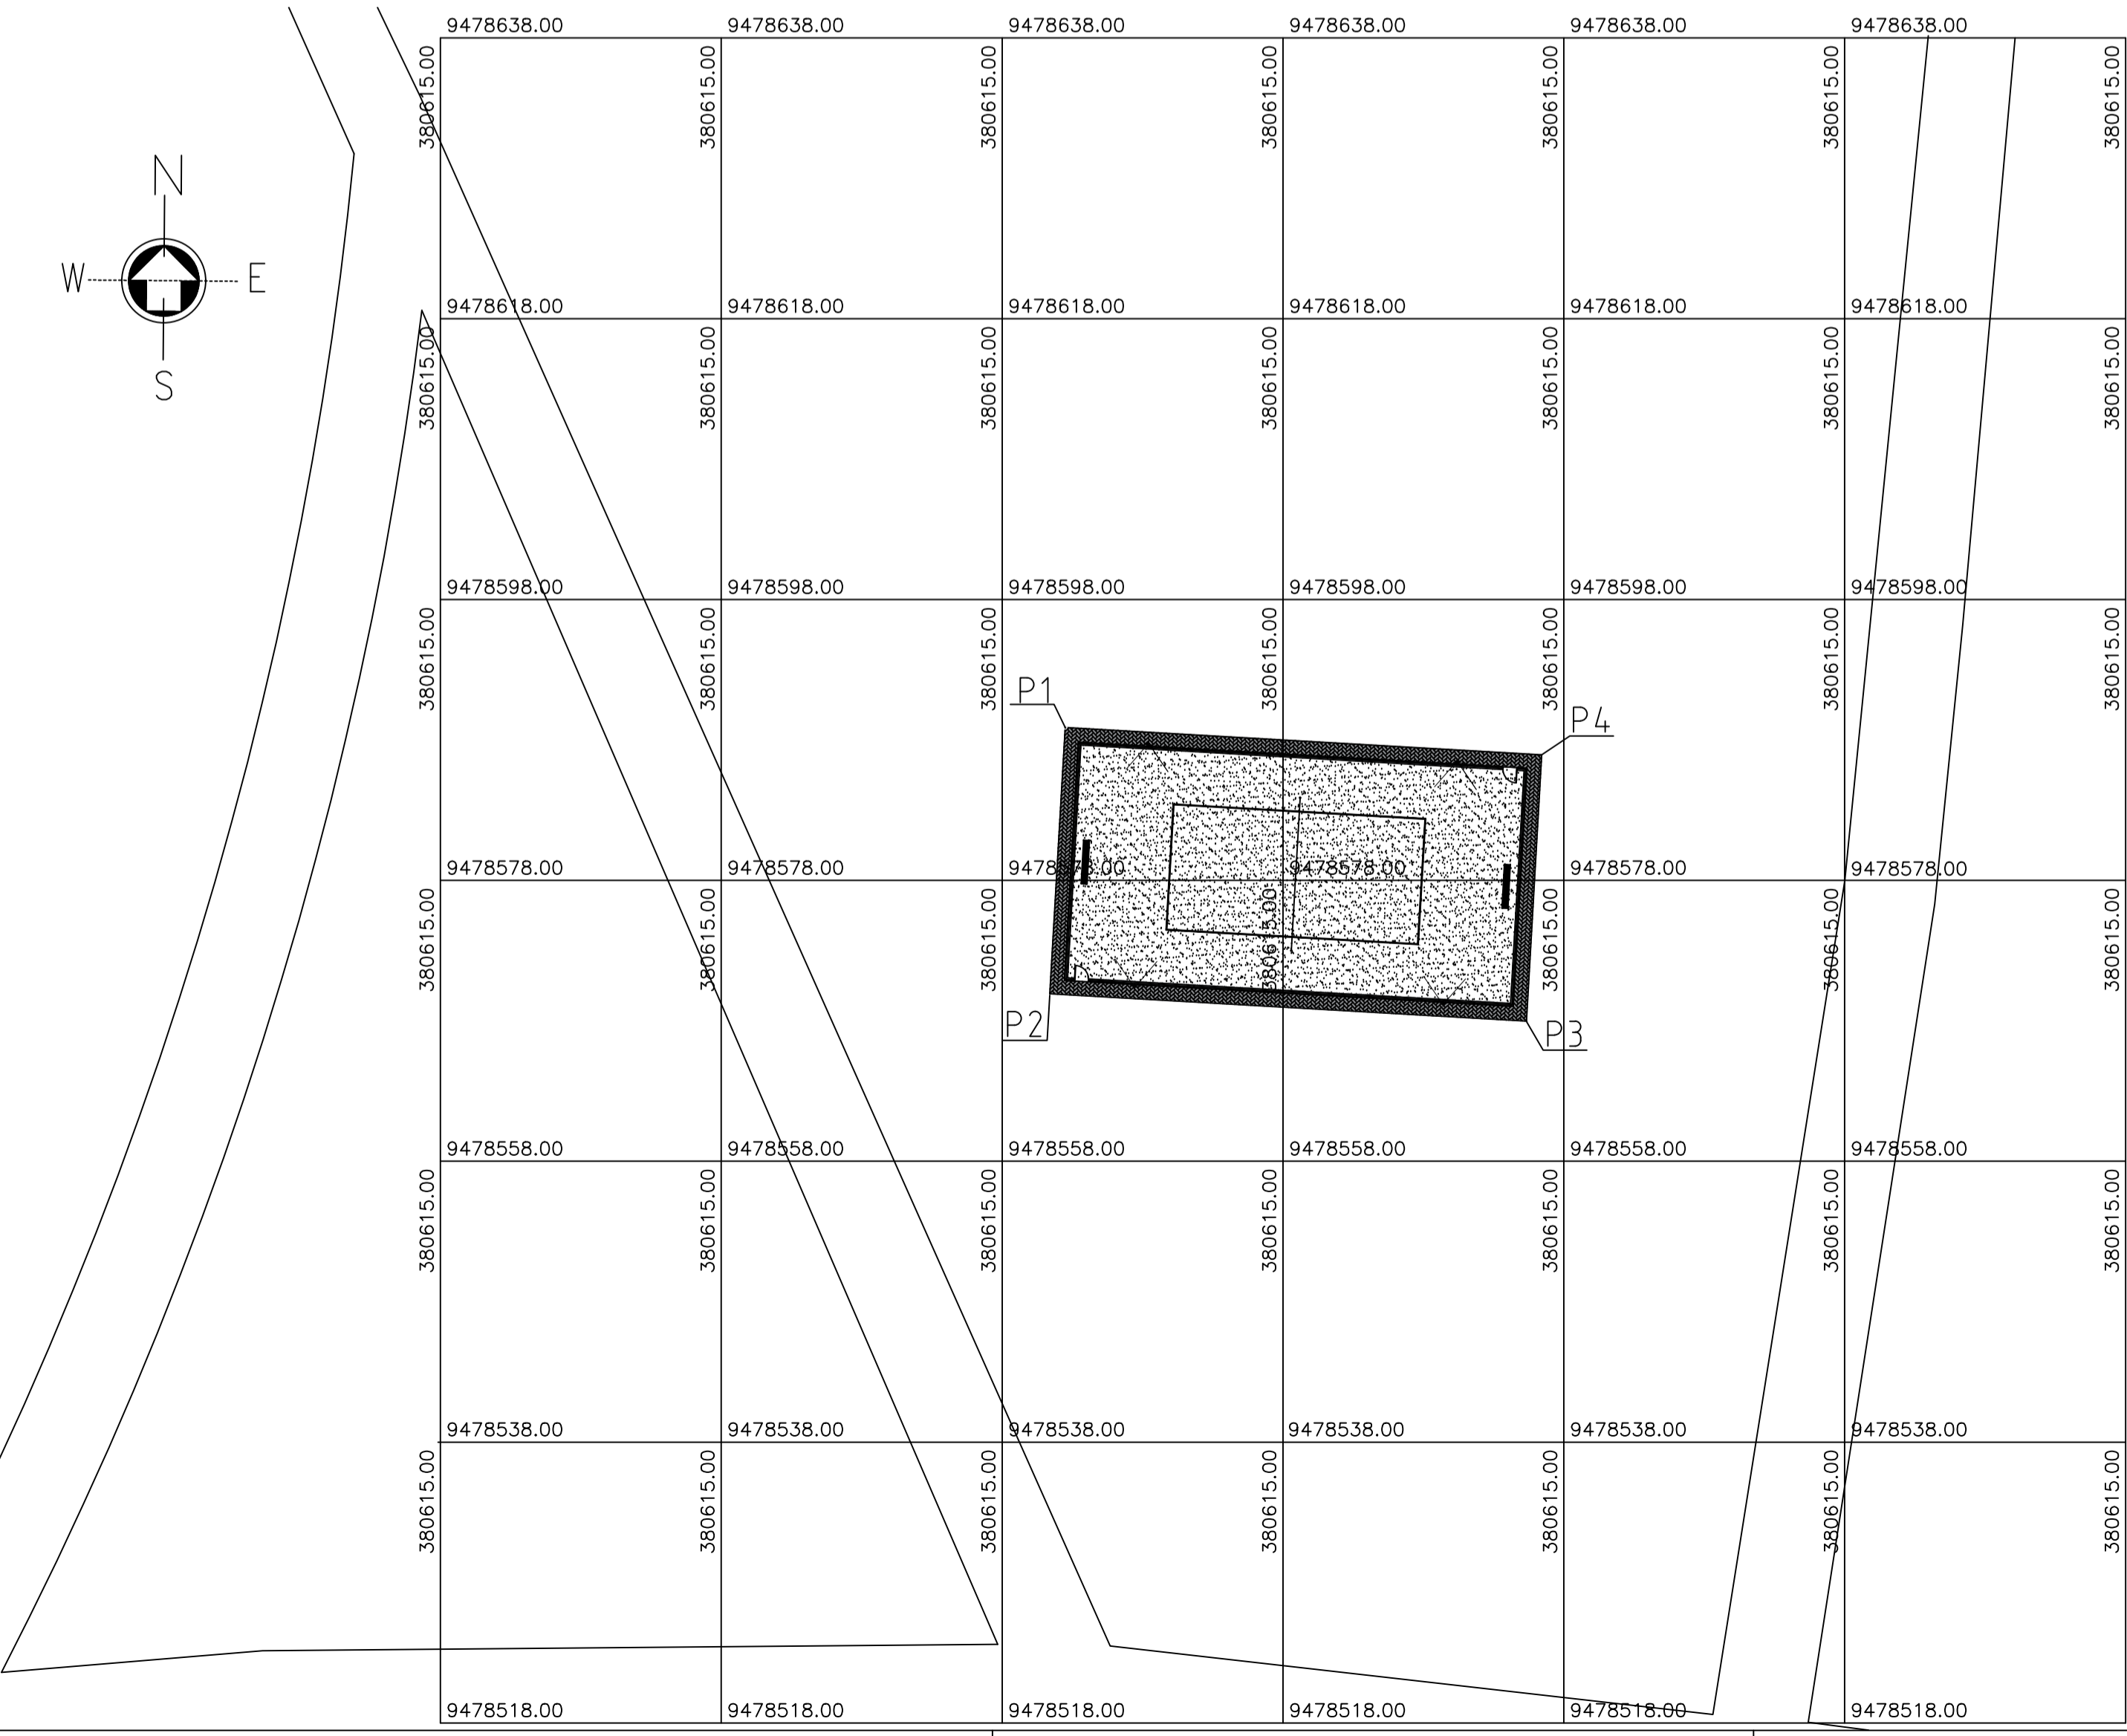 9478638.00 9478638.00 9478638.00 9478638.00 9478638.00 9478638.00
380615.00 380615.00 380615.00 380615.00 380615.00 380615.00 380615.00
N
W E
S
9478618.00 9478618.00 9478618.00 9478618.00 9478618.00 9478618.00
380615.00 380615.00 380615.00 380615.00 380615.00 380615.00 380615.00
9478598.00 9478598.00 9478598.00 9478598.00 9478598.00 9478598.00
380615.00 380615.00 380615.00 380615.00 380615.00 380615.00 380615.00
P1
P4
9478578.00 9478578.00 9478578.00 9478578.00 9478578.00 9478578.00
380615.00 380615.00 380615.00 380615.00 380615.00 380615.00 380615.00
P2
P3
9478558.00 9478558.00 9478558.00 9478558.00 9478558.00 9478558.00
380615.00 380615.00 380615.00 380615.00 380615.00 380615.00 380615.00
9478538.00 9478538.00 9478538.00 9478538.00 9478538.00 9478538.00
380615.00 380615.00 380615.00 380615.00 380615.00 380615.00 380615.00
9478518.00 9478518.00 9478518.00 9478518.00 9478518.00 9478518.00